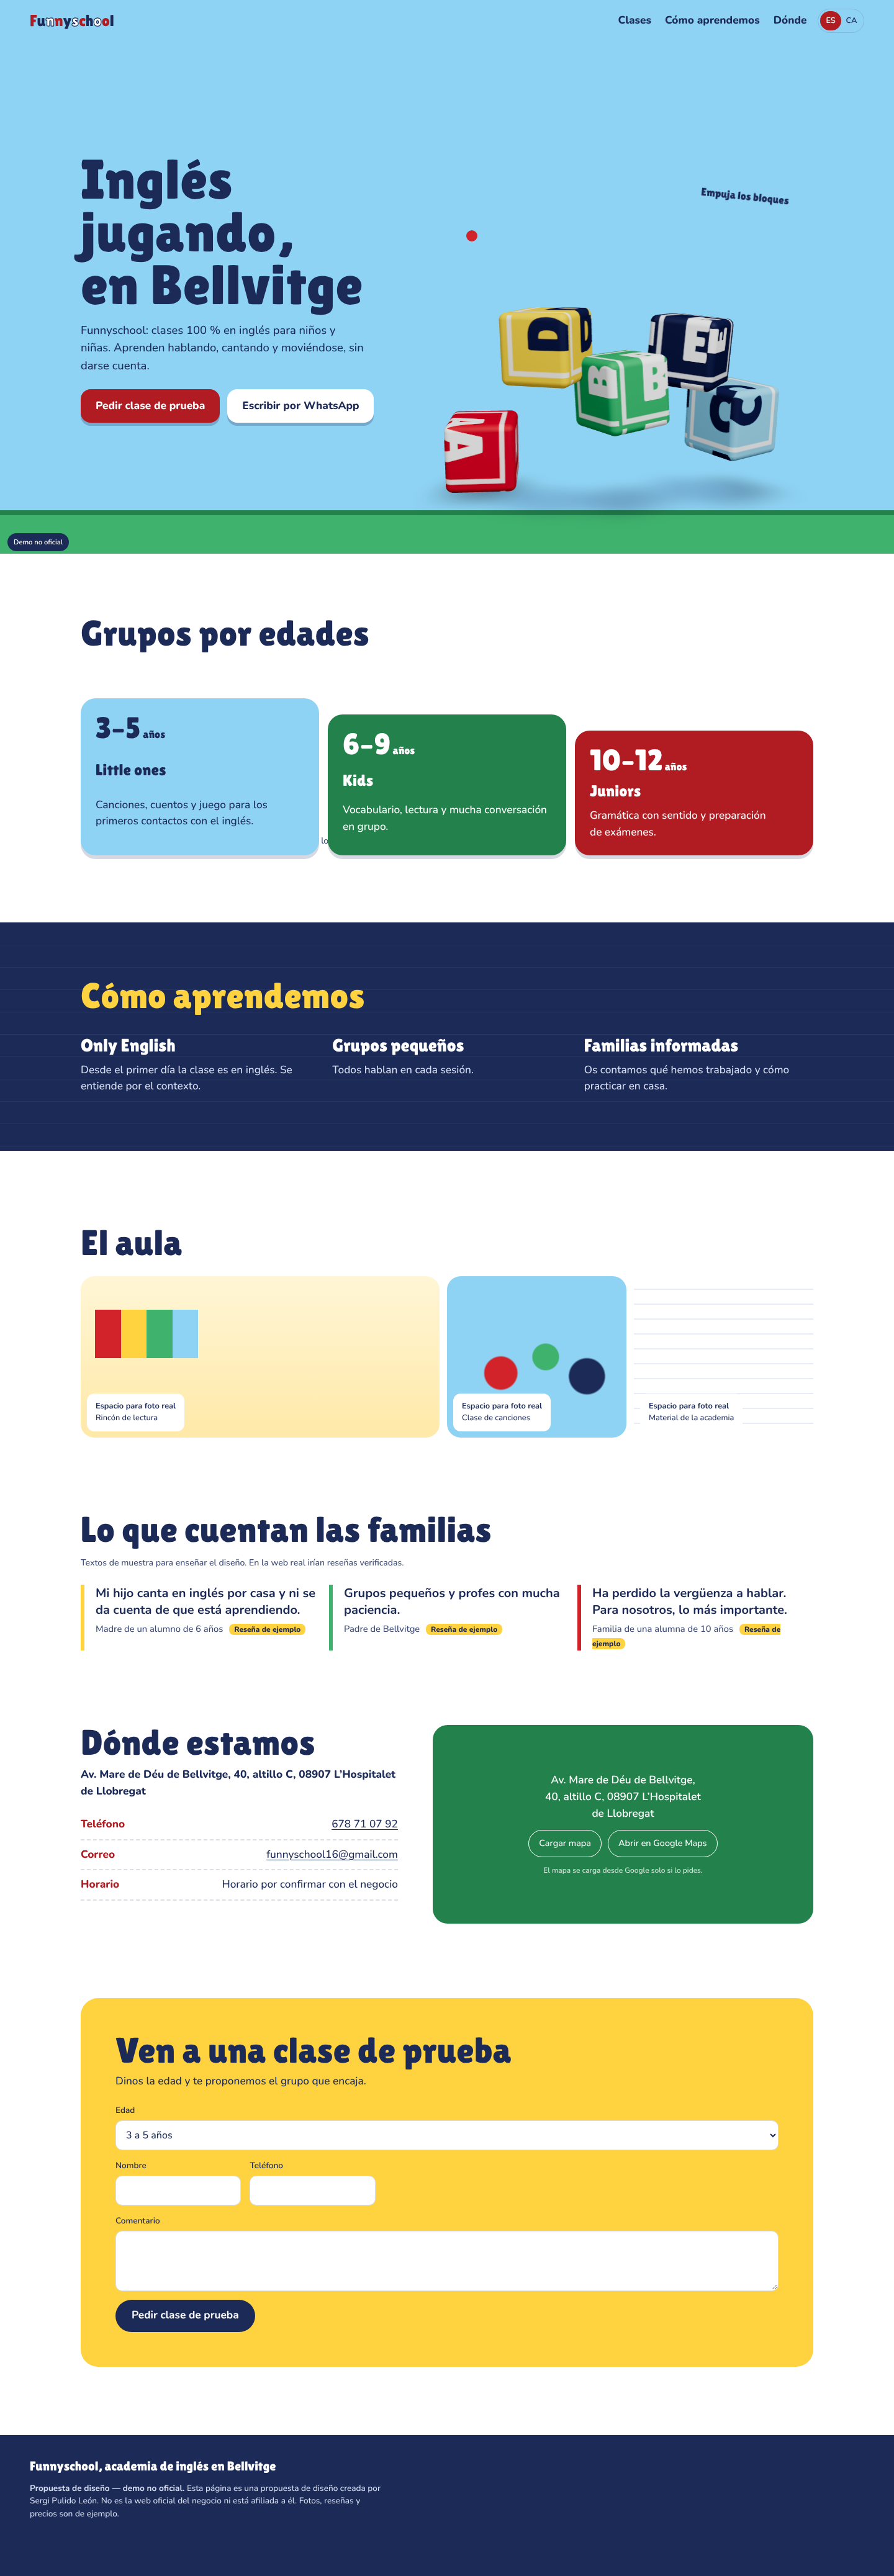 Funnyschool
Clases
Cómo aprendemos
Dónde
ES
CA
Inglés
jugando,
en Bellvitge
Empuja los bloques
Funnyschool: clases 100 % en inglés para niños y
niñas. Aprenden hablando, cantando y moviéndose, sin
darse cuenta.
Pedir clase de prueba
Escribir por WhatsApp
D
E
B
B
C
A
Demo no oficial
Grupos por edades
3–5 años
Little ones
Canciones, cuentos y juego para los
primeros contactos con el inglés.
lo
6–9 años
Kids
Vocabulario, lectura y mucha conversación
en grupo.
10–12 años
Juniors
Gramática con sentido y preparación
de exámenes.
Cómo aprendemos
Only English
Desde el primer día la clase es en inglés. Se
entiende por el contexto.
Grupos pequeños
Todos hablan en cada sesión.
Familias informadas
Os contamos qué hemos trabajado y cómo
practicar en casa.
El aula
Espacio para foto real
Rincón de lectura
Espacio para foto real
Clase de canciones
Espacio para foto real
Material de la academia
Lo que cuentan las familias
Textos de muestra para enseñar el diseño. En la web real irían reseñas verificadas.
Mi hijo canta en inglés por casa y ni se
da cuenta de que está aprendiendo.
Madre de un alumno de 6 años Reseña de ejemplo
Grupos pequeños y profes con mucha
paciencia.
Padre de Bellvitge Reseña de ejemplo
Ha perdido la vergüenza a hablar.
Para nosotros, lo más importante.
Familia de una alumna de 10 años Reseña de
ejemplo
Dónde estamos
Av. Mare de Déu de Bellvitge, 40, altillo C, 08907 L’Hospitalet
de Llobregat
Teléfono 678 71 07 92
Correo funnyschool16@gmail.com
Horario Horario por confirmar con el negocio
Av. Mare de Déu de Bellvitge,
40, altillo C, 08907 L’Hospitalet
de Llobregat
Cargar mapa
Abrir en Google Maps
El mapa se carga desde Google solo si lo pides.
Ven a una clase de prueba
Dinos la edad y te proponemos el grupo que encaja.
Edad
3 a 5 años
Nombre
Teléfono
Comentario
Pedir clase de prueba
Funnyschool, academia de inglés en Bellvitge
Propuesta de diseño — demo no oficial. Esta página es una propuesta de diseño creada por
Sergi Pulido León. No es la web oficial del negocio ni está afiliada a él. Fotos, reseñas y
precios son de ejemplo.